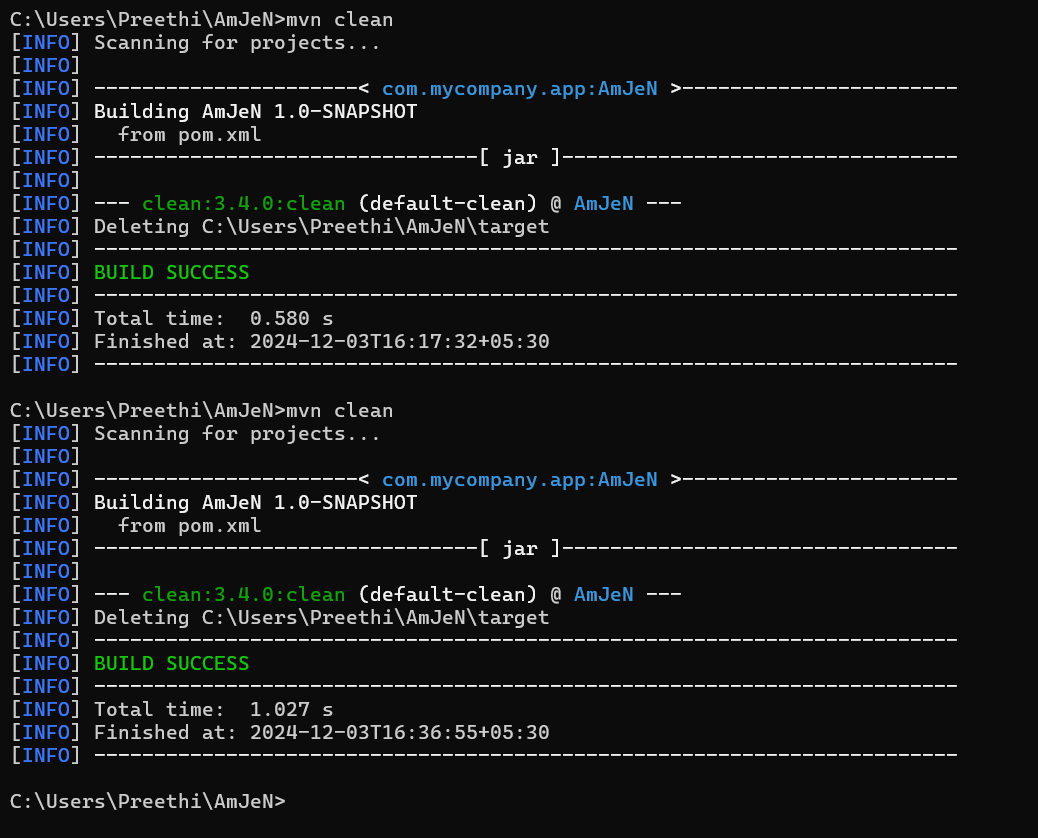 C:\Users\Preethi\AmJeN>mvn clean
[INFO] Scanning for projects...
[INFO]
[INFO] ----------------------< com.mycompany.app:AmJeN >-----------------------
[INFO] Building AmJeN 1.0-SNAPSHOT
[INFO]   from pom.xml
[INFO] --------------------------------[ jar ]---------------------------------
[INFO]
[INFO] --- clean:3.4.0:clean (default-clean) @ AmJeN ---
[INFO] Deleting C:\Users\Preethi\AmJeN\target
[INFO] ------------------------------------------------------------------------
[INFO] BUILD SUCCESS
[INFO] ------------------------------------------------------------------------
[INFO] Total time:  0.580 s
[INFO] Finished at: 2024-12-03T16:17:32+05:30
[INFO] ------------------------------------------------------------------------
C:\Users\Preethi\AmJeN>mvn clean
[INFO] Scanning for projects...
[INFO]
[INFO] ----------------------< com.mycompany.app:AmJeN >-----------------------
[INFO] Building AmJeN 1.0-SNAPSHOT
[INFO]   from pom.xml
[INFO] --------------------------------[ jar ]---------------------------------
[INFO]
[INFO] --- clean:3.4.0:clean (default-clean) @ AmJeN ---
[INFO] Deleting C:\Users\Preethi\AmJeN\target
[INFO] ------------------------------------------------------------------------
[INFO] BUILD SUCCESS
[INFO] ------------------------------------------------------------------------
[INFO] Total time:  1.027 s
[INFO] Finished at: 2024-12-03T16:36:55+05:30
[INFO] ------------------------------------------------------------------------
C:\Users\Preethi\AmJeN>